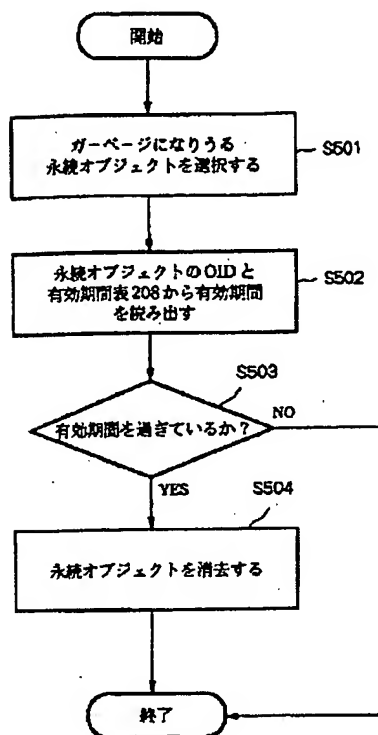 開始
ガーベージになりうる
永続オブジェクトを選択する
S501
永続オブジェクトのOIDと
有効期間表208から有効期間
を読み出す
S502
S503
有効期間を過ぎているか?
NO
YES
S504
永続オブジェクトを消去する
終了